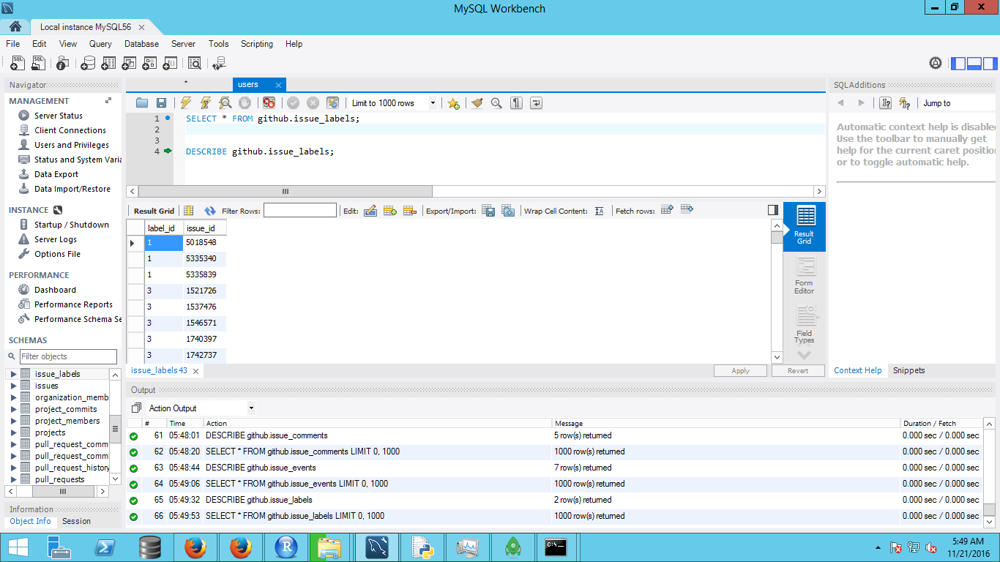 MySQL Workbench
Local instance MySQL56
File Edit View Query Database Server Tools Scripting Help
Navigator
MANAGEMENT
Server Status
Client Connections
Users and Privileges
Status and System Varia
Data Export
Data Import/Restore
INSTANCE
Startup / Shutdown
Server Logs
Options File
PERFORMANCE
Dashboard
Performance Reports
Performance Schema Se
SCHEMAS
Filter objects
issue_labels
issues
organization_memb
project_commits
project_members
projects
pull_request_comm
pull_request_commi
pull_request_history
pull_requests
Information
Object Info Session
users
Limit to 1000 rows
1 SELECT * FROM github.issue_labels;
2
3
4 DESCRIBE github.issue_labels;
Result Grid Filter Rows: Edit: Export/Import: Wrap Cell Content: Fetch rows:
label_id issue_id
1 5018548
1 5335340
1 5335839
3 1521726
3 1537476
3 1546571
3 1740397
3 1742737
Result
Grid
Form
Editor
Field
Types
issue_labels 43
Apply Revert
SQLAdditions
Jump to
Automatic context help is disabled
Use the toolbar to manually get
help for the current caret position
or to toggle automatic help.
Context Help Snippets
Output
Action Output
# Time Action Message Duration / Fetch
61 05:48:01 DESCRIBE github.issue_comments 5 row(s) returned 0.000 sec / 0.000 sec
62 05:48:20 SELECT * FROM github.issue_comments LIMIT 0, 1000 1000 row(s) returned 0.000 sec / 0.000 sec
63 05:48:44 DESCRIBE github.issue_events 7 row(s) returned 0.000 sec / 0.000 sec
64 05:49:06 SELECT * FROM github.issue_events LIMIT 0, 1000 1000 row(s) returned 0.000 sec / 0.000 sec
65 05:49:32 DESCRIBE github.issue_labels 2 row(s) returned 0.000 sec / 0.000 sec
66 05:49:53 SELECT * FROM github.issue_labels LIMIT 0, 1000 1000 row(s) returned 0.000 sec / 0.000 sec
5:49 AM
11/21/2016